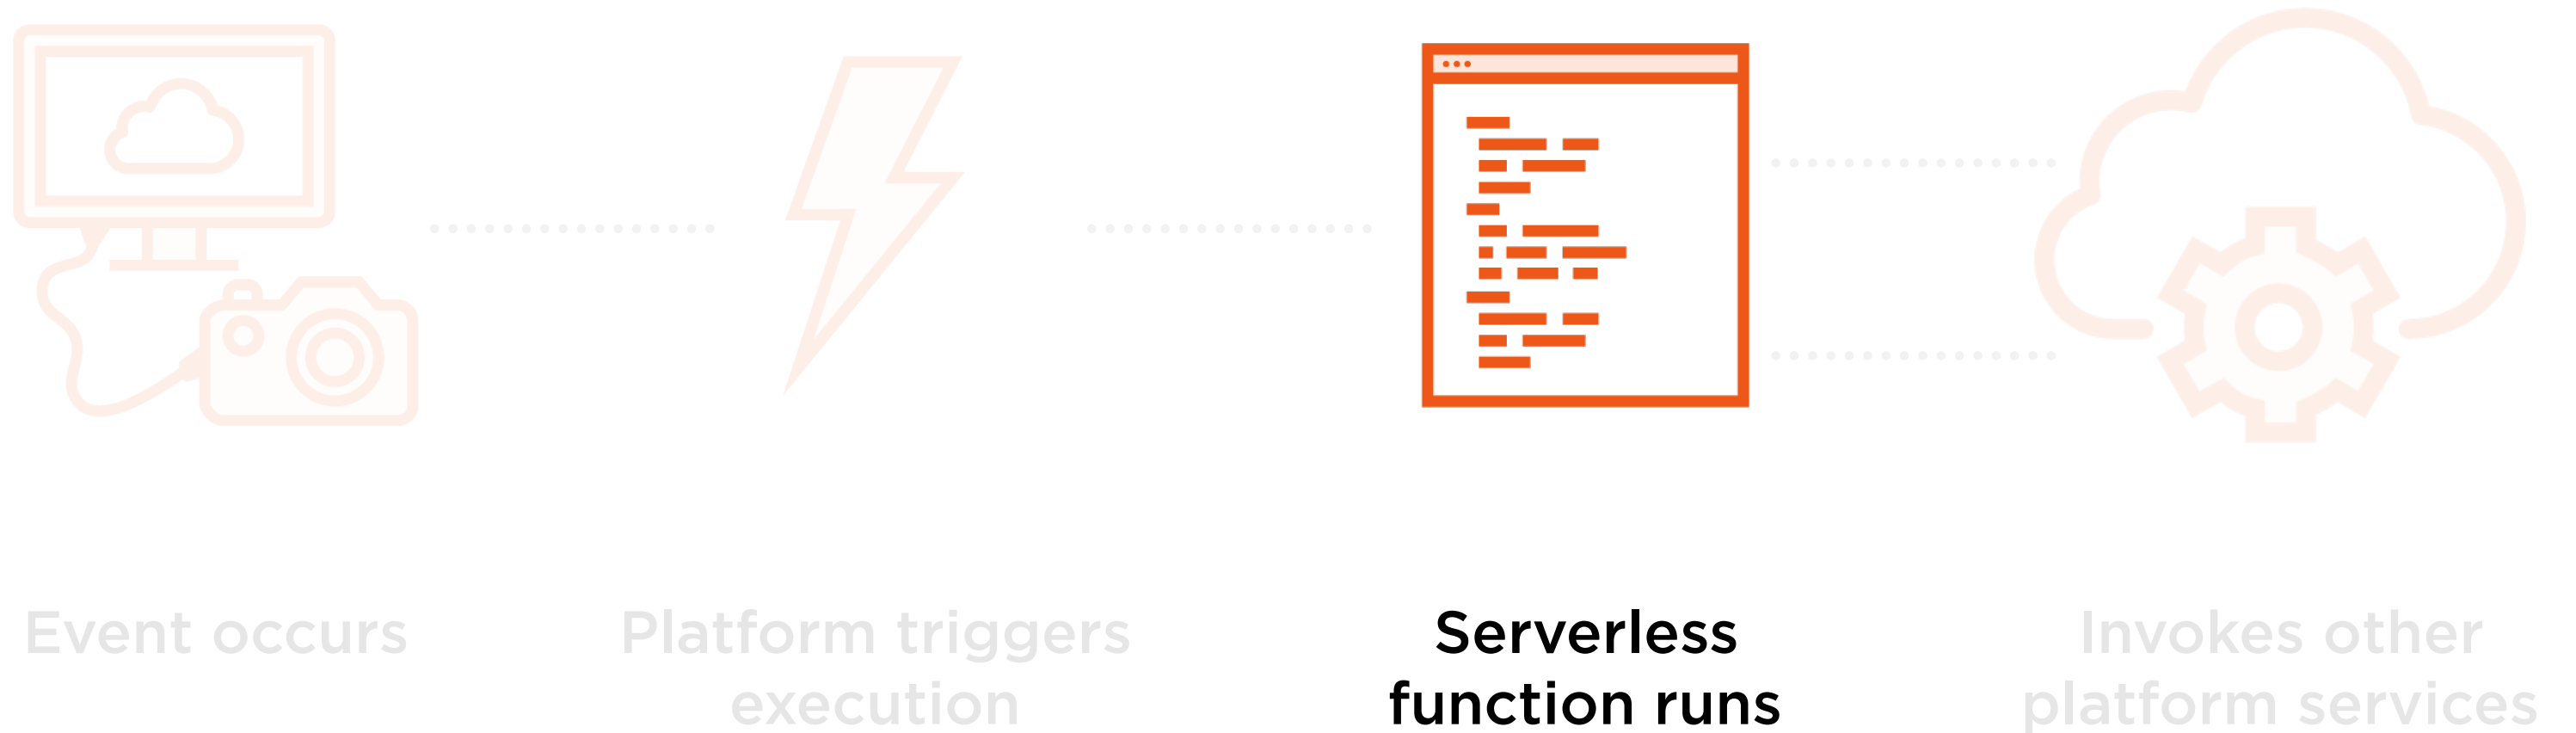 Event occurs
Platform triggers
execution
Serverless
function runs
Invokes other
platform services